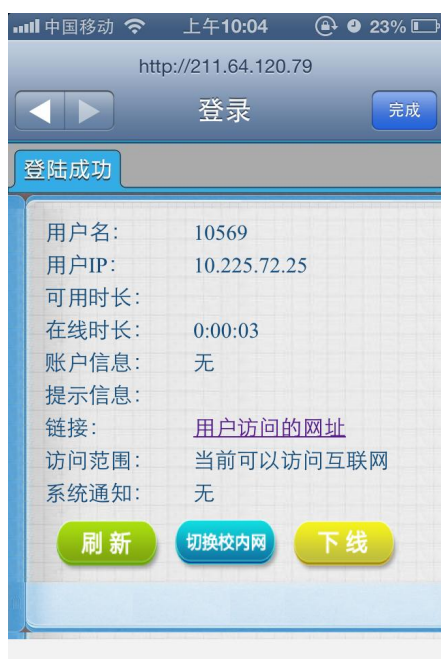 中国移动 上午10:04 23%
http://211.64.120.79
登录
完成
登陆成功
用户名: 10569
用户IP: 10.225.72.25
可用时长:
在线时长: 0:00:03
账户信息: 无
提示信息:
链接: 用户访问的网址
访问范围: 当前可以访问互联网
系统通知: 无
刷 新 切换校内网 下 线